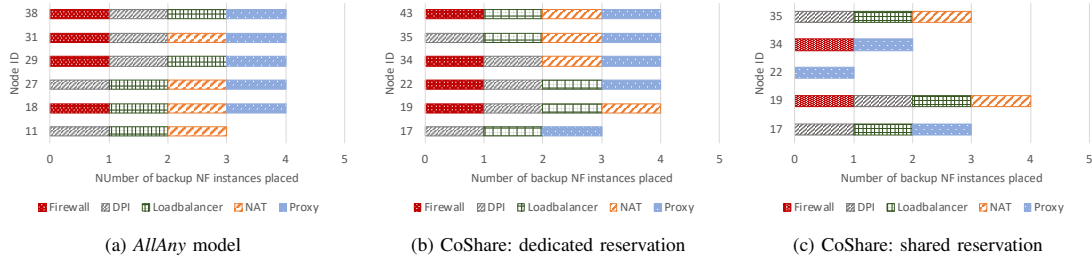 38
31
29
27
18
11
Node ID
0 1 2 3 4 5
NUmber of backup NF instances placed
Firewall DPI Loadbalancer NAT Proxy
(a) AllAny model
43
35
34
22
19
17
Node ID
0 1 2 3 4 5
Number of backup NF instances placed
Firewall DPI Loadbalancer NAT Proxy
(b) CoShare: dedicated reservation
35
34
22
19
17
Node ID
0 1 2 3 4 5
Number of backup NF instances placed
Firewall DPI Loadbalancer NAT Proxy
(c) CoShare: shared reservation